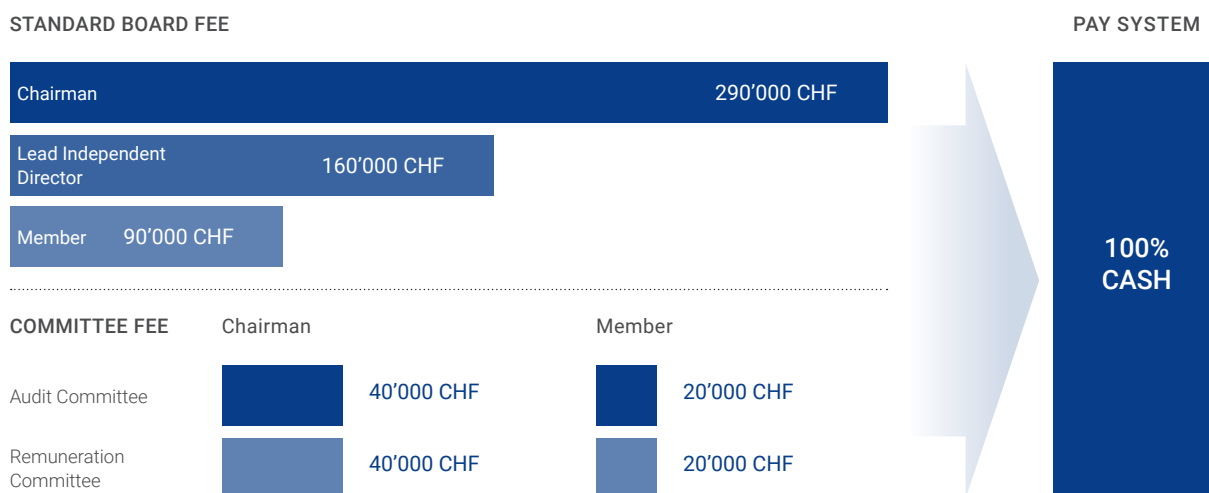 STANDARD BOARD FEE
PAY SYSTEM
Chairman
290’000 CHF
Lead Independent
Director
160’000 CHF
Member
90’000 CHF
100%
CASH
COMMITTEE FEE
Chairman
Member
Audit Committee
40’000 CHF
20’000 CHF
Remuneration
Committee
40’000 CHF
20’000 CHF